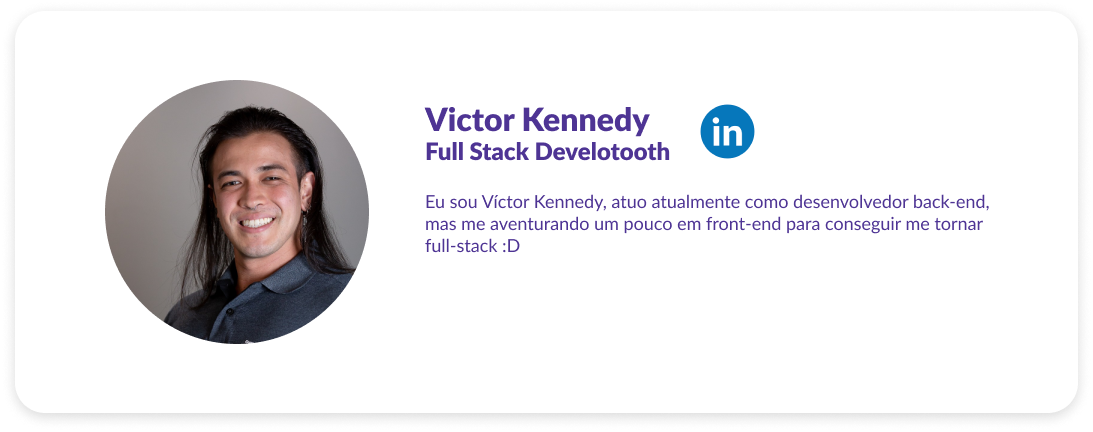 Victor Kennedy
in
Full Stack Develotooth
Eu sou Víctor Kennedy, atuo atualmente como desenvolvedor back-end,
mas me aventurando um pouco em front-end para conseguir me tornar
full-stack :D